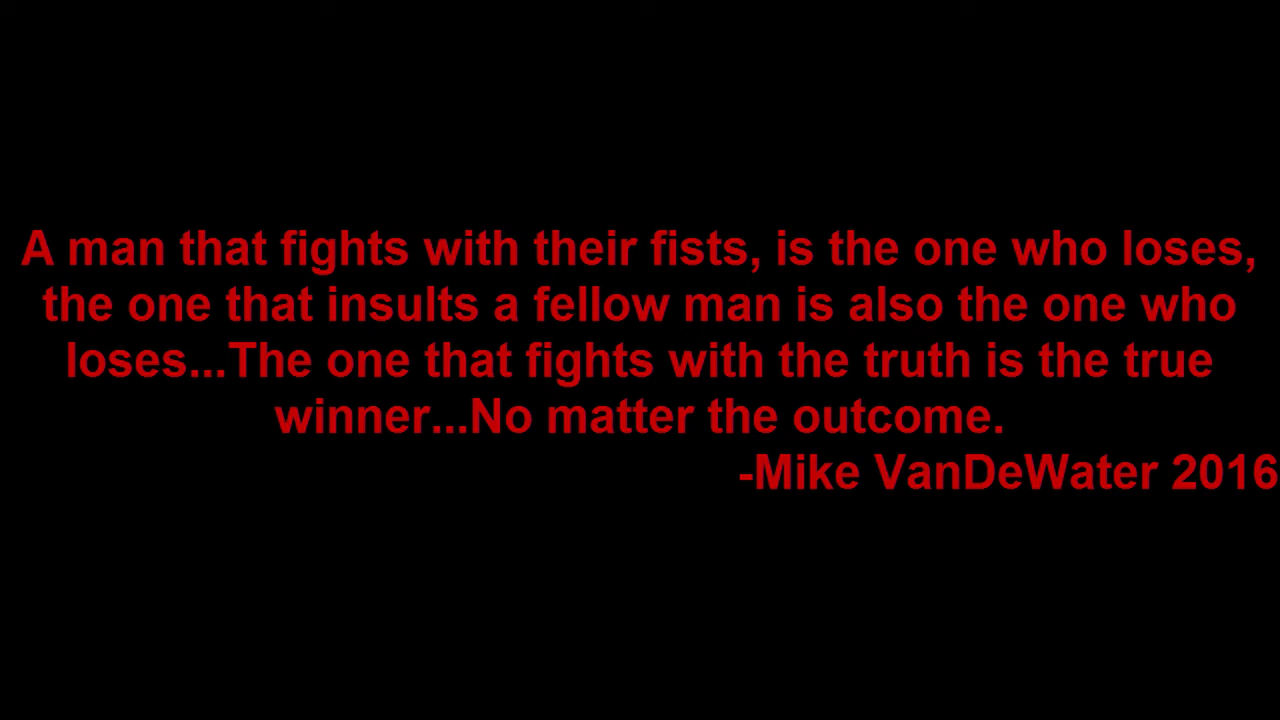 A man that fights with their fists, is the one who loses,
the one that insults a fellow man is also the one who
loses...The one that fights with the truth is the true
winner...No matter the outcome.
-Mike VanDeWater 2016